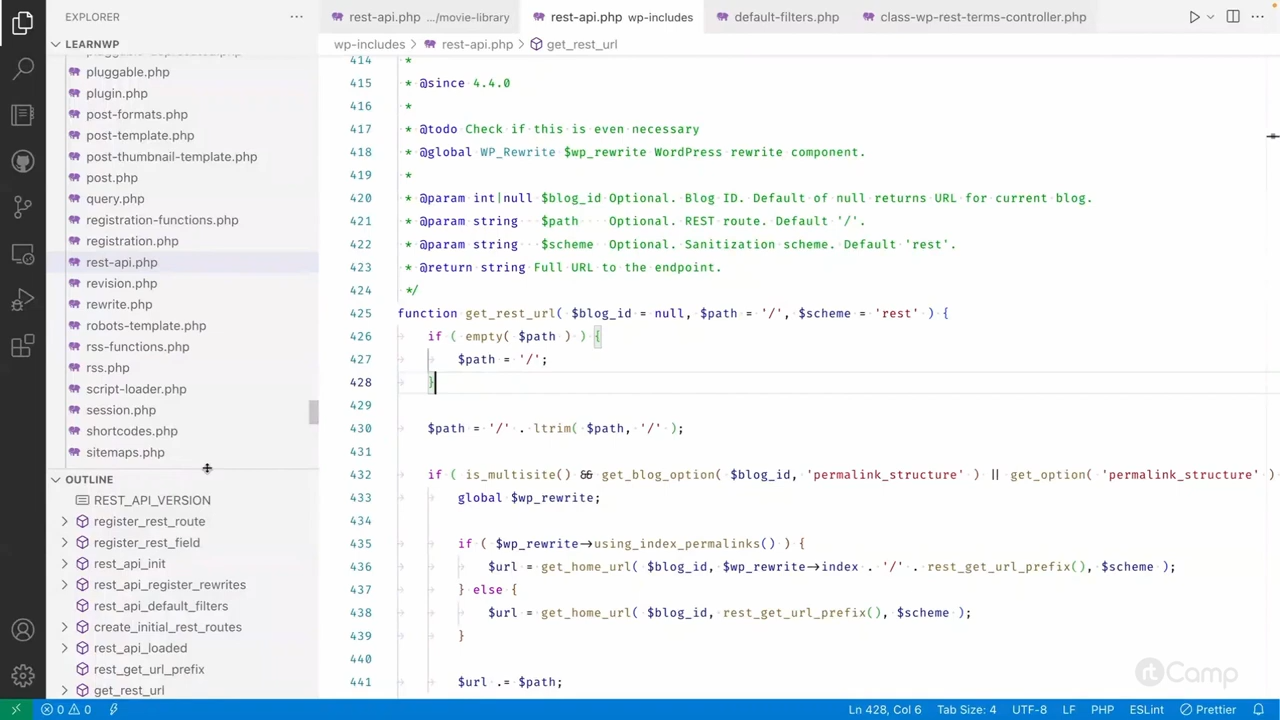 EXPLORER
LEARNWP
pluggable.php
plugin.php
post-formats.php
post-template.php
post-thumbnail-template.php
post.php
query.php
registration-functions.php
registration.php
rest-api.php
revision.php
rewrite.php
robots-template.php
rss-functions.php
rss.php
script-loader.php
session.php
shortcodes.php
sitemaps.php
OUTLINE
REST_API_VERSION
register_rest_route
register_rest_field
rest_api_init
rest_api_register_rewrites
rest_api_default_filters
create_initial_rest_routes
rest_api_loaded
rest_get_url_prefix
get_rest_url
rest-api.php .../movie-library
rest-api.php wp-includes
default-filters.php
class-wp-rest-terms-controller.php
wp-includes > rest-api.php > get_rest_url
414 *
415 * @since 4.4.0
416 *
417 * @todo Check if this is even necessary
418 * @global WP_Rewrite $wp_rewrite WordPress rewrite component.
419 *
420 * @param int|null $blog_id Optional. Blog ID. Default of null returns URL for current blog.
421 * @param string $path Optional. REST route. Default '/'.
422 * @param string $scheme Optional. Sanitization scheme. Default 'rest'.
423 * @return string Full URL to the endpoint.
424 */
425 function get_rest_url( $blog_id = null, $path = '/', $scheme = 'rest' ) {
426 if ( empty( $path ) ) {
427 $path = '/';
428 }
429
430 $path = '/' . ltrim( $path, '/' );
431
432 if ( is_multisite() && get_blog_option( $blog_id, 'permalink_structure' ) || get_option( 'permalink_structure' )
433 global $wp_rewrite;
434
435 if ( $wp_rewrite->using_index_permalinks() ) {
436 $url = get_home_url( $blog_id, $wp_rewrite->index . '/' . rest_get_url_prefix(), $scheme );
437 } else {
438 $url = get_home_url( $blog_id, rest_get_url_prefix(), $scheme );
439 }
440
441 $url .= $path;
rtCamp
0 0
Ln 428, Col 6
Tab Size: 4
UTF-8
LF
PHP
ESLint
Prettier